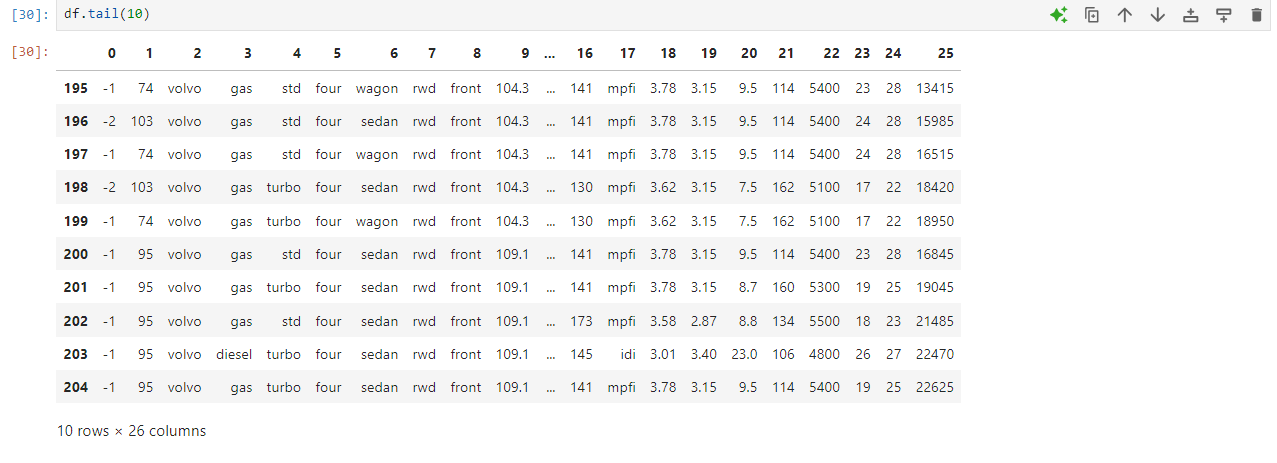 [30]: df.tail(10)
[30]: 0 1 2 3 4 5 6 7 8 9 ... 16 17 18 19 20 21 22 23 24 25
195 -1 74 volvo gas std four wagon rwd front 104.3 ... 141 mpfi 3.78 3.15 9.5 114 5400 23 28 13415
196 -2 103 volvo gas std four sedan rwd front 104.3 ... 141 mpfi 3.78 3.15 9.5 114 5400 24 28 15985
197 -1 74 volvo gas std four wagon rwd front 104.3 ... 141 mpfi 3.78 3.15 9.5 114 5400 24 28 16515
198 -2 103 volvo gas turbo four sedan rwd front 104.3 ... 130 mpfi 3.62 3.15 7.5 162 5100 17 22 18420
199 -1 74 volvo gas turbo four wagon rwd front 104.3 ... 130 mpfi 3.62 3.15 7.5 162 5100 17 22 18950
200 -1 95 volvo gas std four sedan rwd front 109.1 ... 141 mpfi 3.78 3.15 9.5 114 5400 23 28 16845
201 -1 95 volvo gas turbo four sedan rwd front 109.1 ... 141 mpfi 3.78 3.15 8.7 160 5300 19 25 19045
202 -1 95 volvo gas std four sedan rwd front 109.1 ... 173 mpfi 3.58 2.87 8.8 134 5500 18 23 21485
203 -1 95 volvo diesel turbo four sedan rwd front 109.1 ... 145 idi 3.01 3.40 23.0 106 4800 26 27 22470
204 -1 95 volvo gas turbo four sedan rwd front 109.1 ... 141 mpfi 3.78 3.15 9.5 114 5400 19 25 22625
10 rows × 26 columns